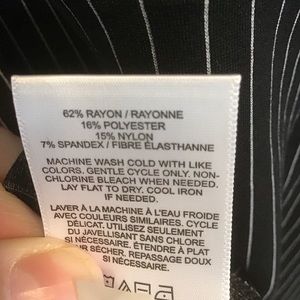 62% RAYON / RAYONNE
16% POLYESTER
15% NYLON
7% SPANDEX / FIBRE ÉLASTHANNE
MACHINE WASH COLD WITH LIKE
COLORS. GENTLE CYCLE ONLY. NON-
CHLORINE BLEACH WHEN NEEDED.
LAY FLAT TO DRY. COOL IRON
IF NEEDED.
LAVER À LA MACHINE À L'EAU FROIDE
AVEC COULEURS SIMILAIRES. CYCLE
DÉLICAT. UTILISEZ SEULEMENT
DU JAVELLISANT SANS CHLORE
SI NÉCESSAIRE. ÉTENDRE À PLAT
POUR SÉCHER. REPASSAGE DOUX
SI NÉCESSAIRE.